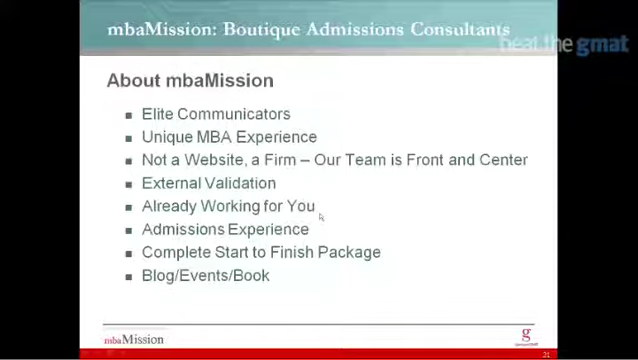 mbaMission: Boutique Admissions Consultants
beat the gmat
About mbaMission
Elite Communicators
Unique MBA Experience
Not a Website, a Firm – Our Team is Front and Center
External Validation
Already Working for You
Admissions Experience
Complete Start to Finish Package
Blog/Events/Book
mbaMission
g
21